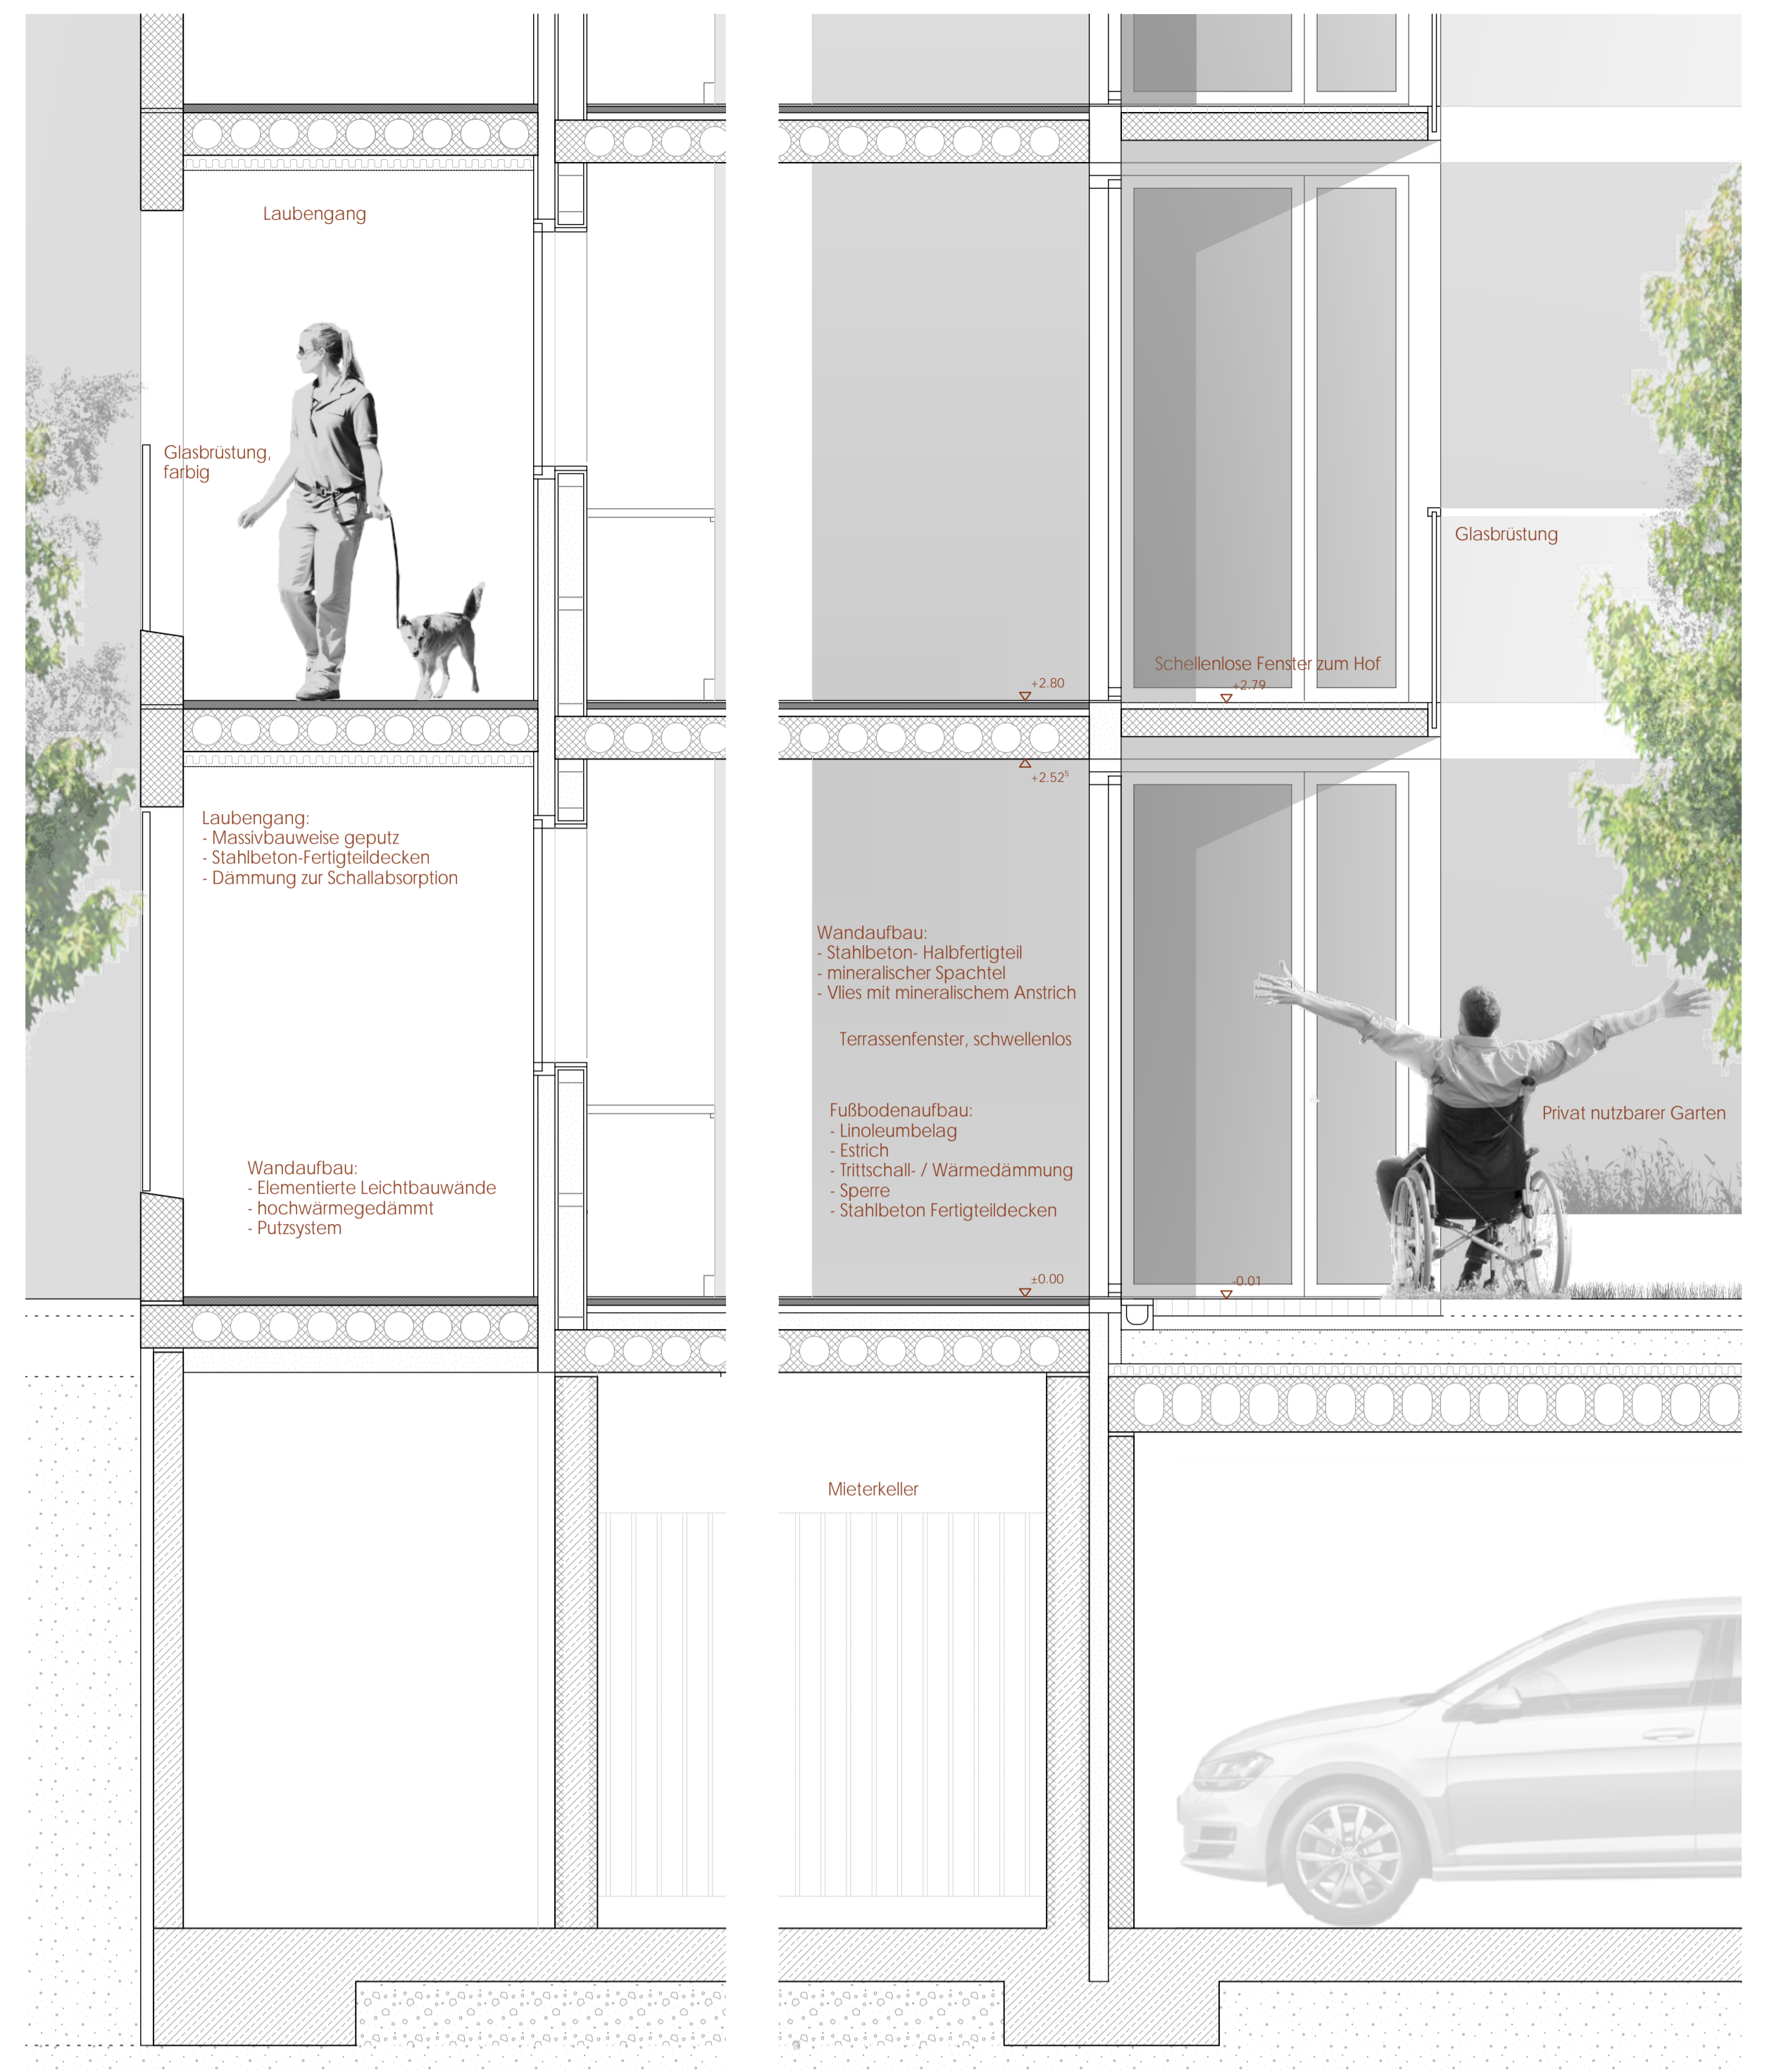 Laubengang
Glasbrüstung,
farbig
Glasbrüstung
Schellenlose Fenster zum Hof
+2.80
+2.79
+2.52⁵
Laubengang:
- Massivbauweise geputz
- Stahlbeton-Fertigteildecken
- Dämmung zur Schallabsorption
Wandaufbau:
- Stahlbeton- Halbfertigteil
- mineralischer Spachtel
- Vlies mit mineralischem Anstrich
Terrassenfenster, schwellenlos
Fußbodenaufbau:
- Linoleumbelag
- Estrich
- Trittschall- / Wärmedämmung
- Sperre
- Stahlbeton Fertigteildecken
Privat nutzbarer Garten
Wandaufbau:
- Elementierte Leichtbauwände
- hochwärmegedämmt
- Putzsystem
±0.00
-0.01
Mieterkeller